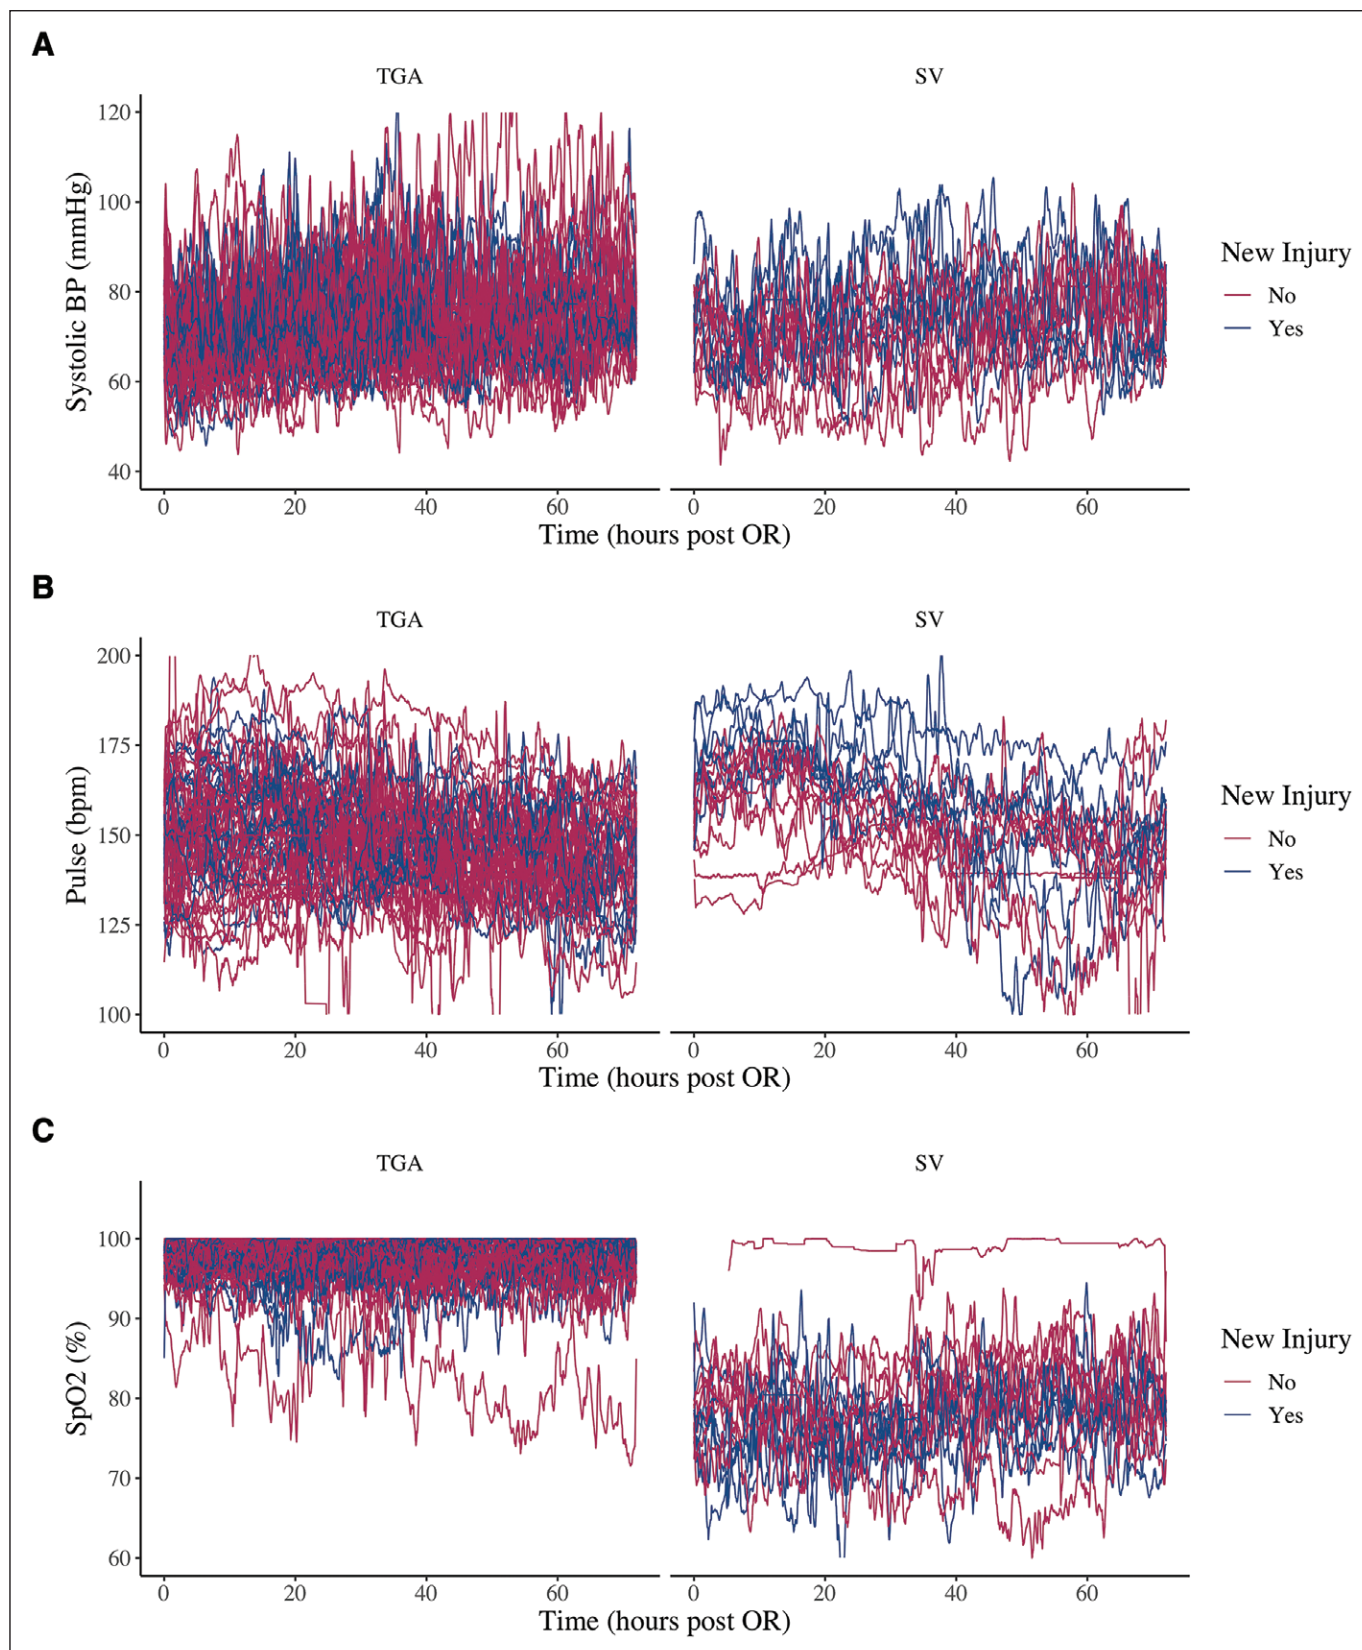 A
TGA SV
120
100
80
60
40
Systolic BP (mmHg)
0 20 40 60 0 20 40 60
Time (hours post OR)
New Injury
No
Yes
B
TGA SV
200
175
150
125
100
Pulse (bpm)
0 20 40 60 0 20 40 60
Time (hours post OR)
New Injury
No
Yes
C
TGA SV
100
90
80
70
60
SpO2 (%)
0 20 40 60 0 20 40 60
Time (hours post OR)
New Injury
No
Yes